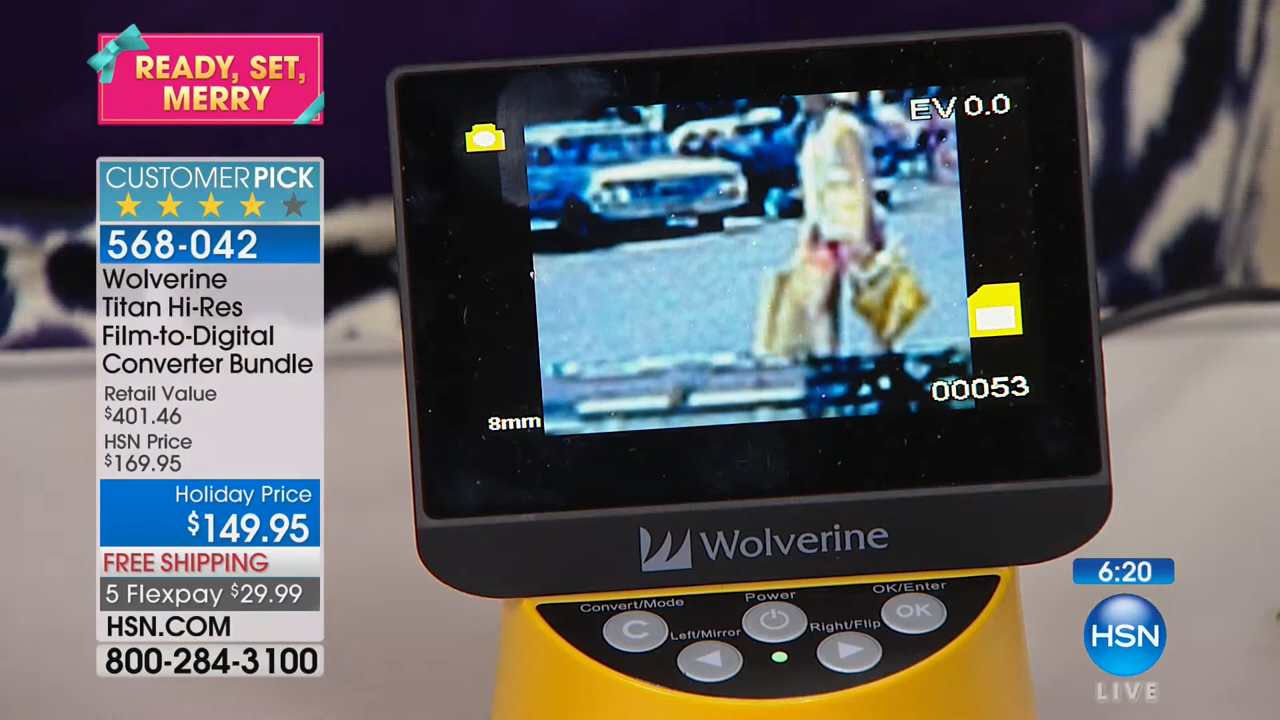 READY, SET,
MERRY
CUSTOMER PICK
568-042
Wolverine
Titan Hi-Res
Film-to-Digital
Converter Bundle
Retail Value
$401.46
HSN Price
$169.95
Holiday Price
$149.95
FREE SHIPPING
5 Flexpay $29.99
HSN.COM
800-284-3100
EV 0.0
00053
8mm
Wolverine
Convert/Mode
Power
OK/Enter
C
OK
Left/Mirror
Right/Flip
6:20
HSN
LIVE